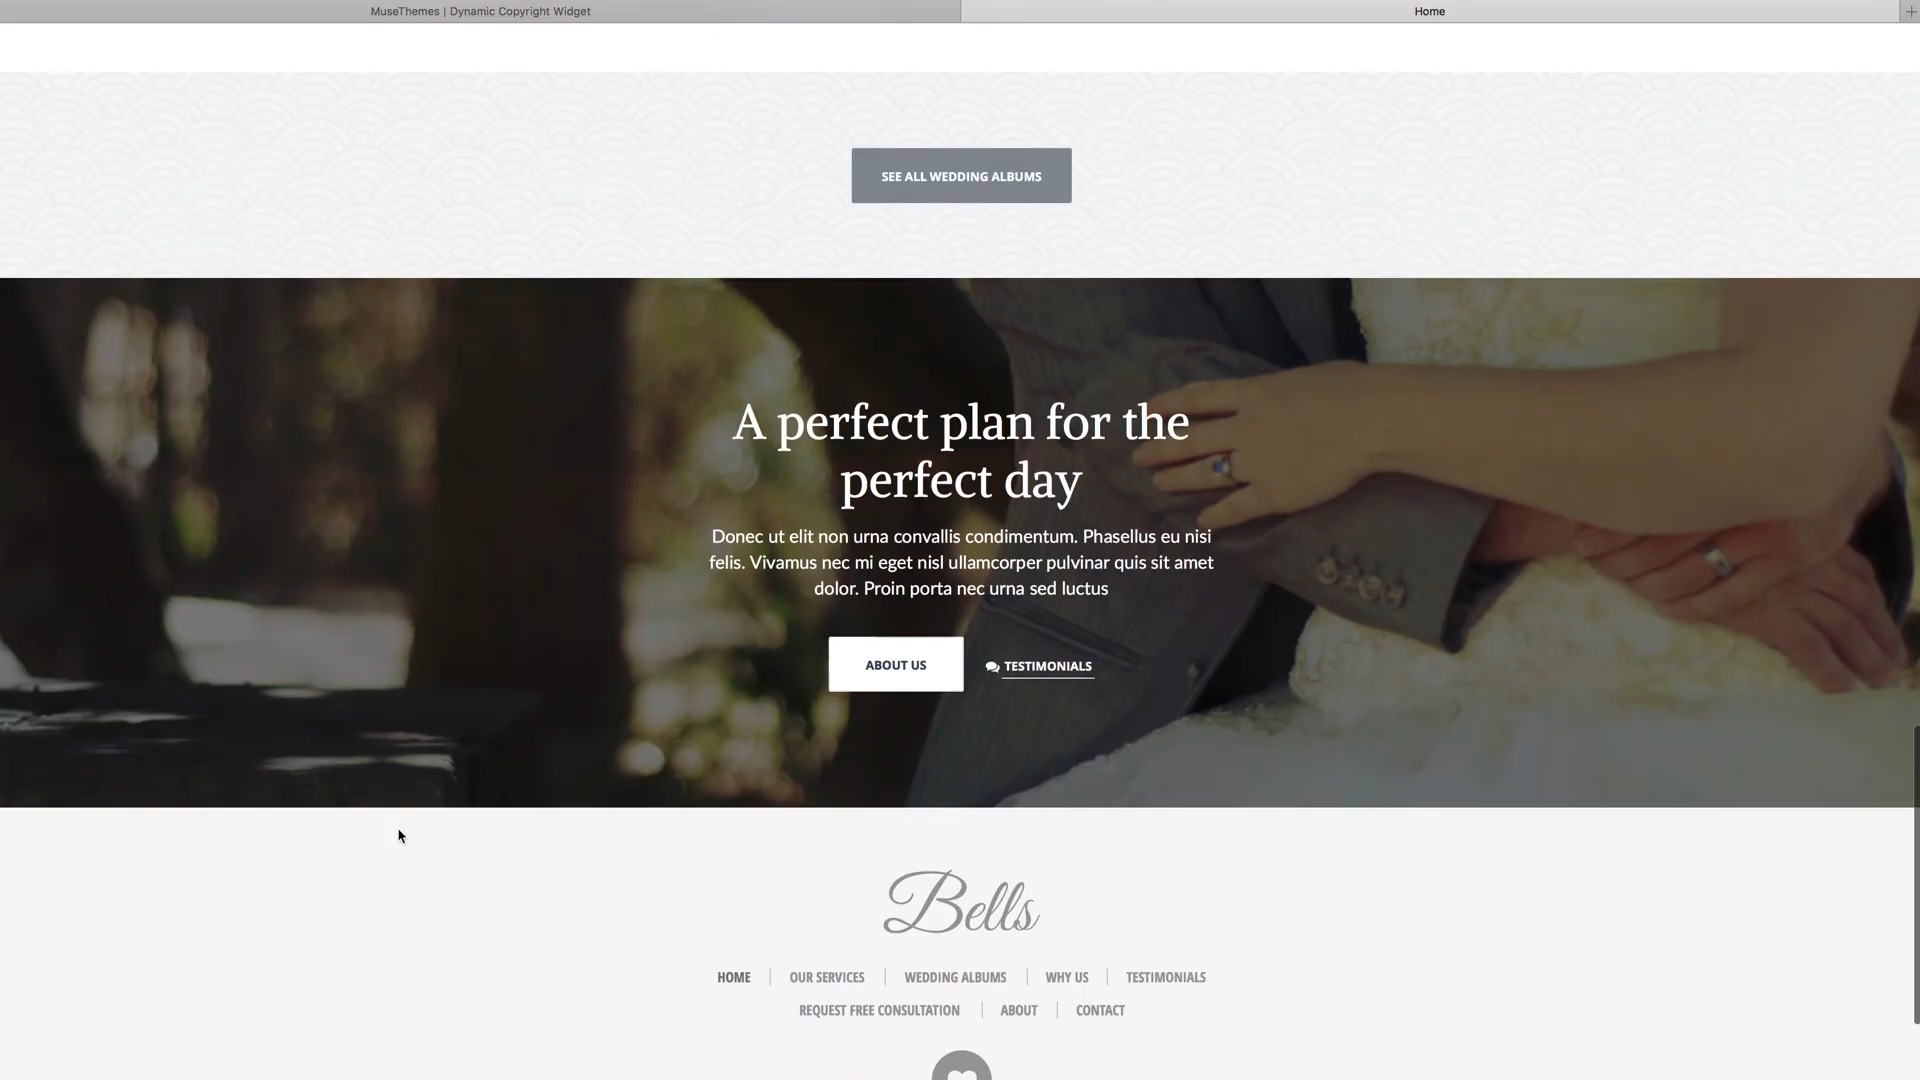 MuseThemes | Dynamic Copyright Widget
Home
SEE ALL WEDDING ALBUMS
A perfect plan for the
perfect day
Donec ut elit non urna convallis condimentum. Phasellus eu nisi
felis. Vivamus nec mi eget nisl ullamcorper pulvinar quis sit amet
dolor. Proin porta nec urna sed luctus
ABOUT US
TESTIMONIALS
Bells
HOME
OUR SERVICES
WEDDING ALBUMS
WHY US
TESTIMONIALS
REQUEST FREE CONSULTATION
ABOUT
CONTACT